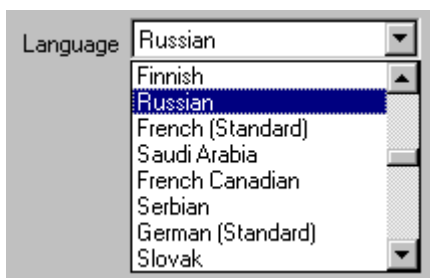 Language Russian
Finnish
Russian
French (Standard)
Saudi Arabia
French Canadian
Serbian
German (Standard)
Slovak